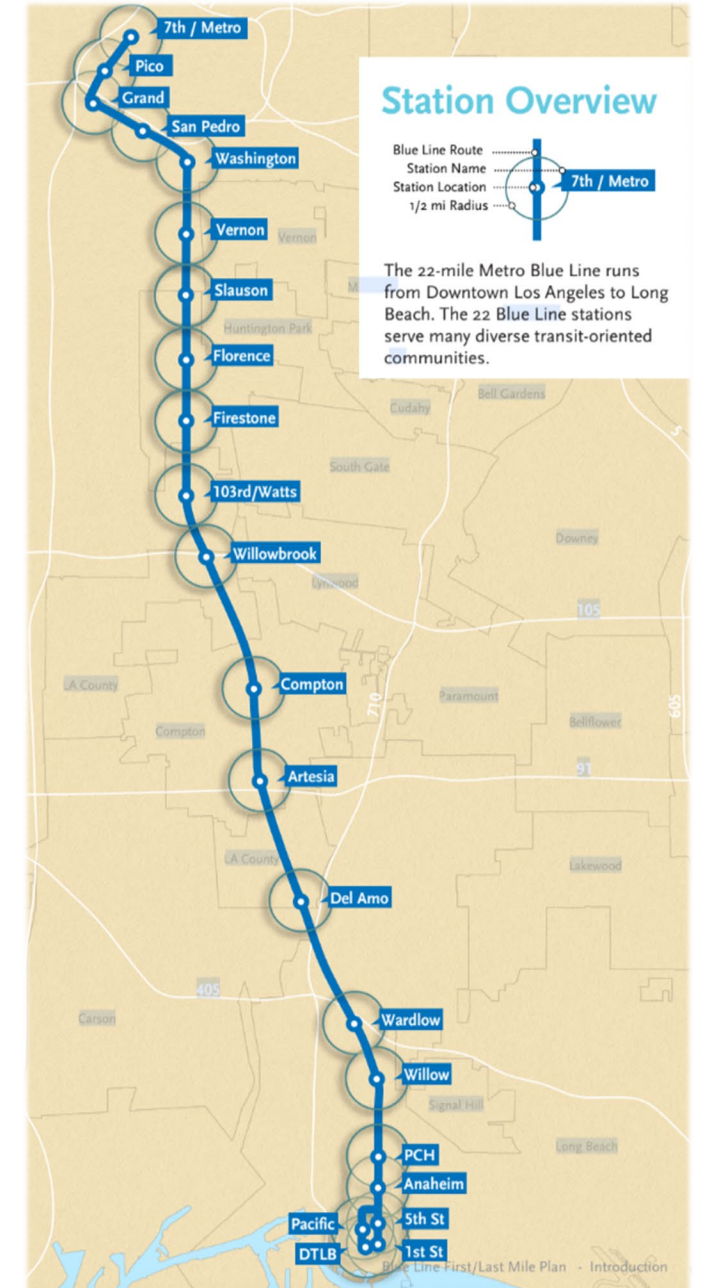 7th / Metro
Pico
Grand
San Pedro
Washington
Station Overview
Blue Line Route
Station Name
Station Location
1/2 mi Radius
7th / Metro
The 22-mile Metro Blue Line runs
from Downtown Los Angeles to Long
Beach. The 22 Blue Line stations
serve many diverse transit-oriented
communities.
Vernon
Vernon
Slauson
Huntington Park
Florence
Bell Gardens
Cudahy
Firestone
5
South Gate
103rd/Watts
Downey
Willowbrook
Lynwood
105
LA County
Compton
Paramount
710
605
Bellflower
Compton
91
Artesia
LA County
Lakewood
Del Amo
405
Carson
Wardlow
Willow
Signal Hill
Long Beach
PCH
Anaheim
Pacific
5th St
DTLB
1st St
Blue Line First/Last Mile Plan - Introduction